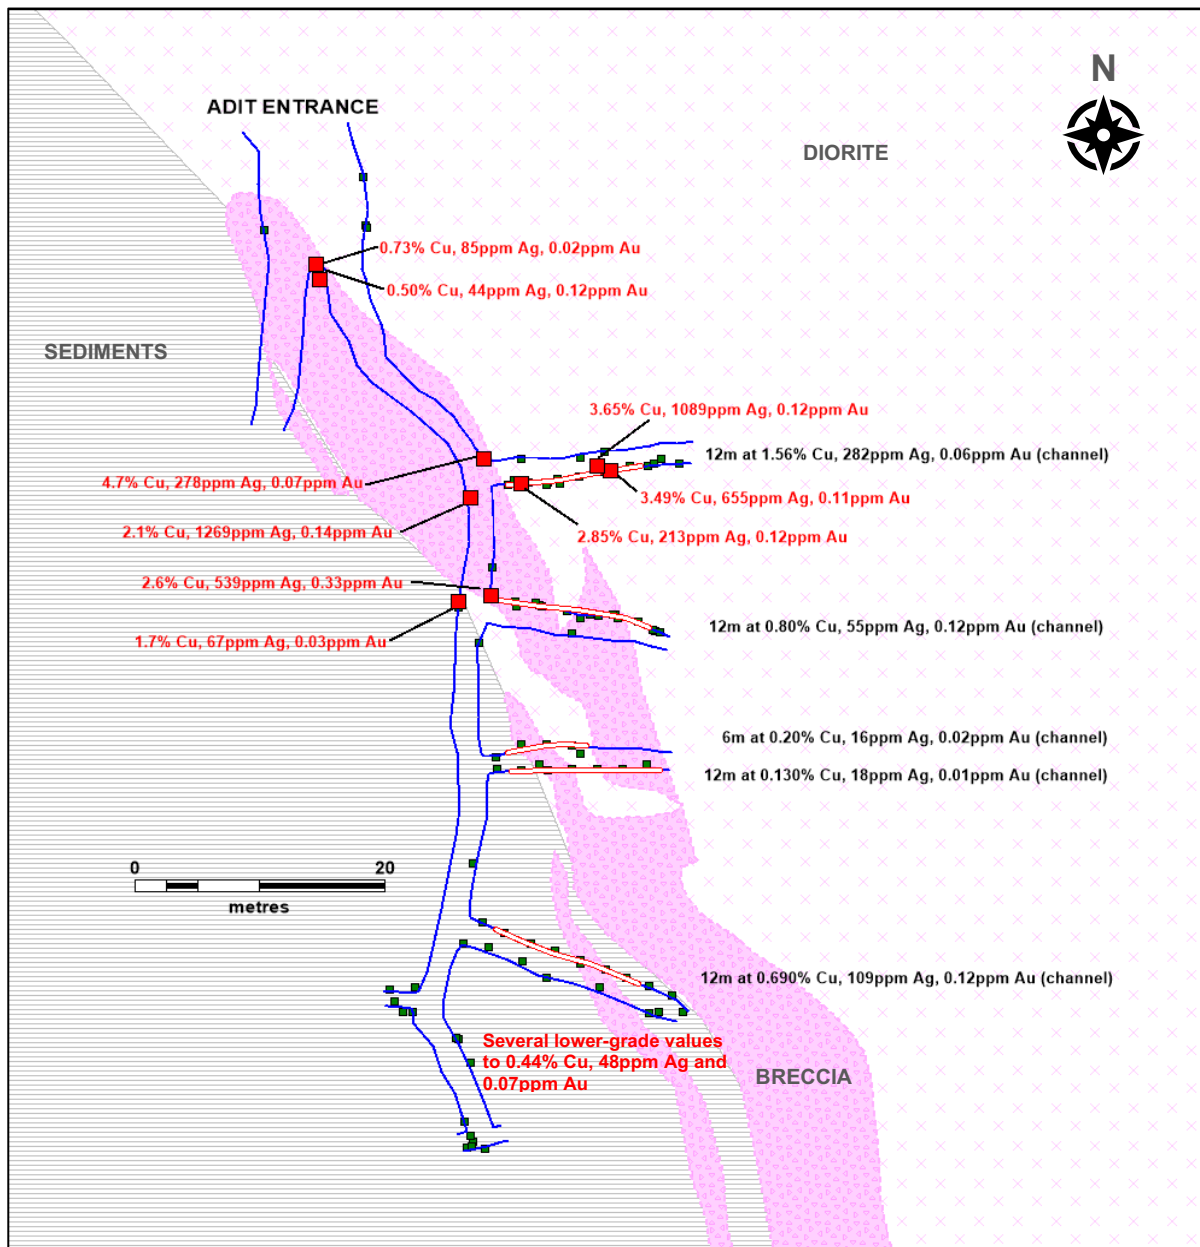 N
ADIT ENTRANCE
DIORITE
0.73% Cu, 85ppm Ag, 0.02ppm Au
0.50% Cu, 44ppm Ag, 0.12ppm Au
SEDIMENTS
3.65% Cu, 1089ppm Ag, 0.12ppm Au
12m at 1.56% Cu, 282ppm Ag, 0.06ppm Au (channel)
4.7% Cu, 278ppm Ag, 0.07ppm Au
3.49% Cu, 655ppm Ag, 0.11ppm Au
2.1% Cu, 1269ppm Ag, 0.14ppm Au
2.85% Cu, 213ppm Ag, 0.12ppm Au
2.6% Cu, 539ppm Ag, 0.33ppm Au
12m at 0.80% Cu, 55ppm Ag, 0.12ppm Au (channel)
1.7% Cu, 67ppm Ag, 0.03ppm Au
6m at 0.20% Cu, 16ppm Ag, 0.02ppm Au (channel)
12m at 0.130% Cu, 18ppm Ag, 0.01ppm Au (channel)
0 20
metres
12m at 0.690% Cu, 109ppm Ag, 0.12ppm Au (channel)
Several lower-grade values
to 0.44% Cu, 48ppm Ag and
0.07ppm Au
BRECCIA